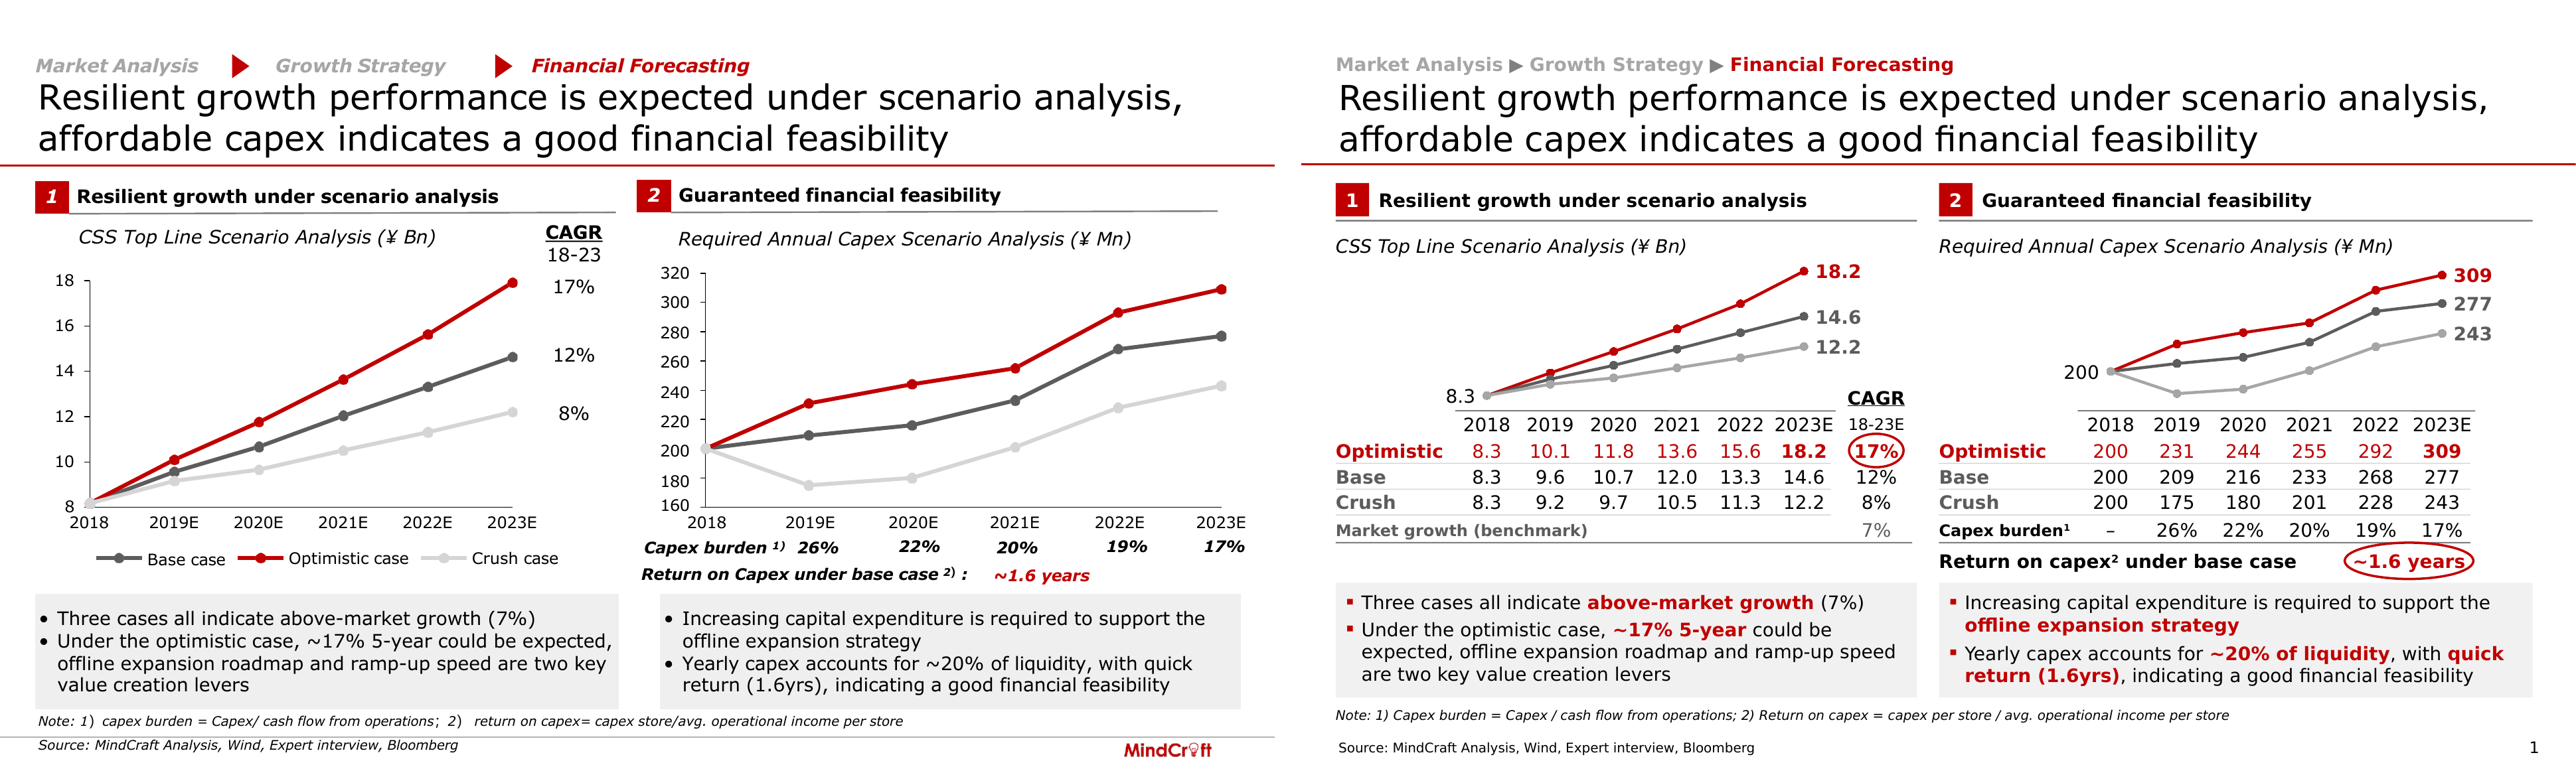 Market Analysis Growth Strategy Financial Forecasting
Resilient growth performance is expected under scenario analysis,
affordable capex indicates a good financial feasibility
1 Resilient growth under scenario analysis
CSS Top Line Scenario Analysis (¥ Bn)
CAGR
18-23
18
16
14
12
10
8
17%
12%
8%
2018 2019E 2020E 2021E 2022E 2023E
Base case Optimistic case Crush case
2 Guaranteed financial feasibility
Required Annual Capex Scenario Analysis (¥ Mn)
320
300
280
260
240
220
200
180
160
2018 2019E 2020E 2021E 2022E 2023E
Capex burden 1) 26% 22% 20% 19% 17%
Return on Capex under base case 2) : ~1.6 years
• Three cases all indicate above-market growth (7%)
• Under the optimistic case, ~17% 5-year could be expected,
offline expansion roadmap and ramp-up speed are two key
value creation levers
• Increasing capital expenditure is required to support the
offline expansion strategy
• Yearly capex accounts for ~20% of liquidity, with quick
return (1.6yrs), indicating a good financial feasibility
Note: 1) capex burden = Capex/ cash flow from operations; 2) return on capex= capex store/avg. operational income per store
Source: MindCraft Analysis, Wind, Expert interview, Bloomberg
MindCraft
Market Analysis ▶ Growth Strategy ▶ Financial Forecasting
Resilient growth performance is expected under scenario analysis,
affordable capex indicates a good financial feasibility
1 Resilient growth under scenario analysis
CSS Top Line Scenario Analysis (¥ Bn)
18.2
14.6
12.2
8.3
CAGR
2018 2019 2020 2021 2022 2023E 18-23E
Optimistic 8.3 10.1 11.8 13.6 15.6 18.2 17%
Base 8.3 9.6 10.7 12.0 13.3 14.6 12%
Crush 8.3 9.2 9.7 10.5 11.3 12.2 8%
Market growth (benchmark) 7%
2 Guaranteed financial feasibility
Required Annual Capex Scenario Analysis (¥ Mn)
309
277
243
200
2018 2019 2020 2021 2022 2023E
Optimistic 200 231 244 255 292 309
Base 200 209 216 233 268 277
Crush 200 175 180 201 228 243
Capex burden¹ – 26% 22% 20% 19% 17%
Return on capex² under base case ~1.6 years
▪ Three cases all indicate above-market growth (7%)
▪ Under the optimistic case, ~17% 5-year could be
expected, offline expansion roadmap and ramp-up speed
are two key value creation levers
▪ Increasing capital expenditure is required to support the
offline expansion strategy
▪ Yearly capex accounts for ~20% of liquidity, with quick
return (1.6yrs), indicating a good financial feasibility
Note: 1) Capex burden = Capex / cash flow from operations; 2) Return on capex = capex per store / avg. operational income per store
Source: MindCraft Analysis, Wind, Expert interview, Bloomberg
1